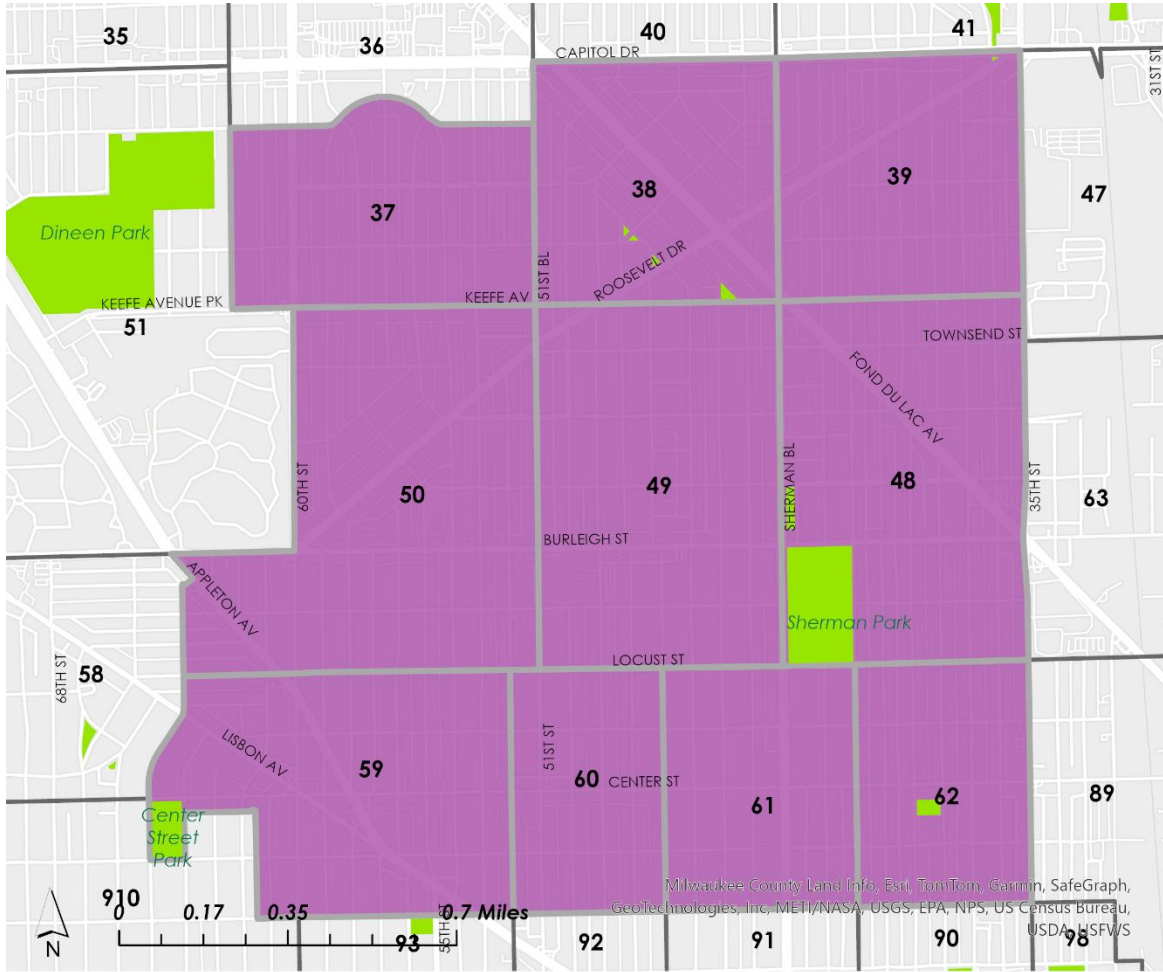 35
36
40
41
CAPITOL DR
31ST ST
37
38
39
47
Dineen Park
51ST BL
ROOSEVELT DR
KEEFE AVENUE PK
KEEFE AV
51
TOWNSEND ST
FOND DU LAC AV
60TH ST
50
49
SHERMAN BL
48
35TH ST
63
BURLEIGH ST
APPLETON AV
Sherman Park
LOCUST ST
68TH ST
58
LISBON AV
59
51ST ST
60
CENTER ST
61
62
89
Center
Street
Park
910
Milwaukee County Land Info, Esri, TomTom, Garmin, SafeGraph,
GeoTechnologies, Inc, METI/NASA, USGS, EPA, NPS, US Census Bureau,
USDA, USFWS
0
0.17
0.35
0.7 Miles
N
55TH ST
93
92
91
90
98